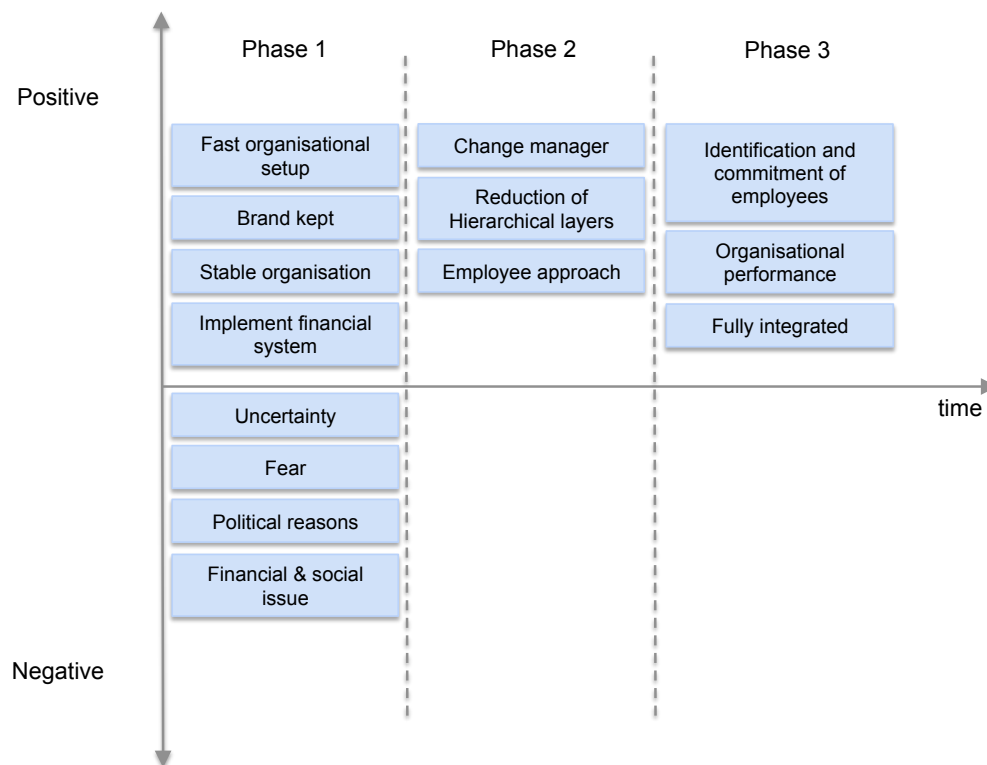 Phase 1
Phase 2
Phase 3
Positive
Fast organisational
setup
Brand kept
Stable organisation
Implement financial
system
Change manager
Reduction of
Hierarchical layers
Employee approach
Identification and
commitment of
employees
Organisational
performance
Fully integrated
time
Uncertainty
Fear
Political reasons
Financial & social
issue
Negative